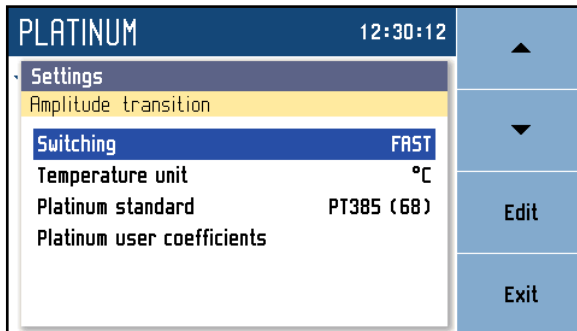 PLATINUM 12:30:12
Settings
Amplitude transition
Switching FAST
Temperature unit °C
Platinum standard PT385 (68)
Platinum user coefficients
Edit
Exit